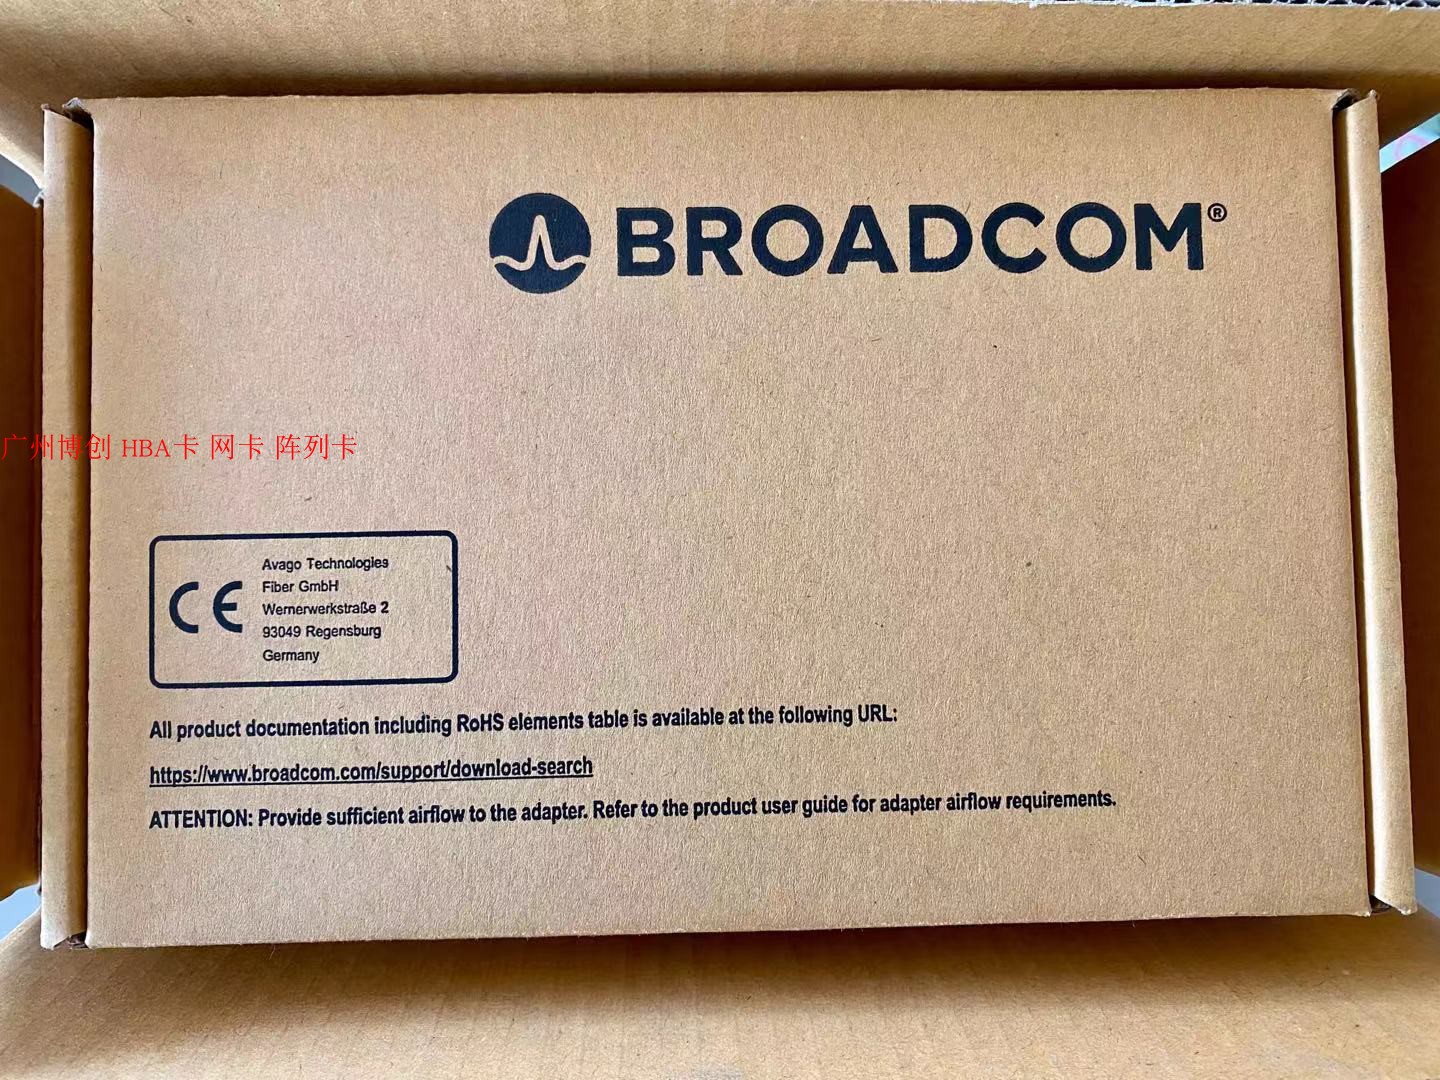 BROADCOM®
广州博创 HBA卡 网卡 阵列卡
CE
Avago Technologies
Fiber GmbH
Wernerwerkstraße 2
93049 Regensburg
Germany
All product documentation including RoHS elements table is available at the following URL:
https://www.broadcom.com/support/download-search
ATTENTION: Provide sufficient airflow to the adapter. Refer to the product user guide for adapter airflow requirements.